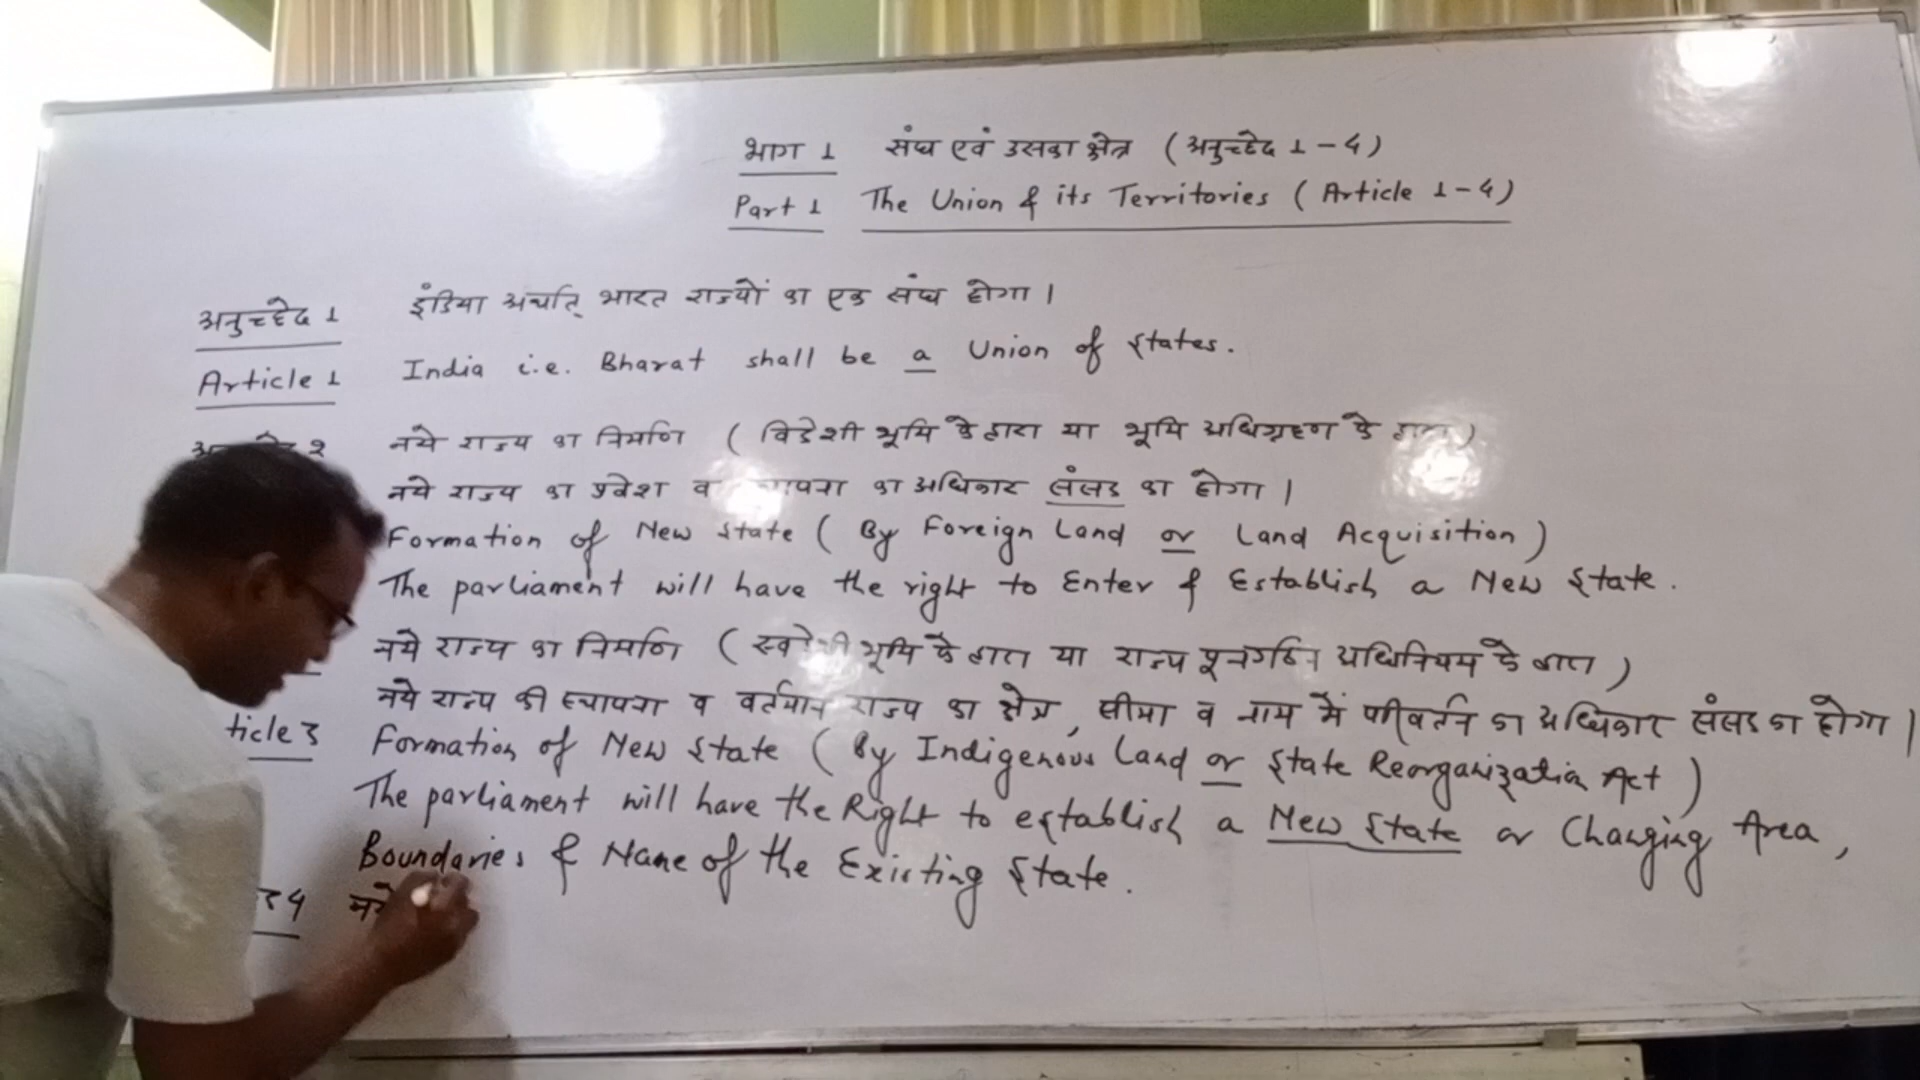 भाग 1 संघ एवं उसका क्षेत्र (अनुच्छेद 1-4)
Part 1 The Union & its Territories (Article 1-4)
अनुच्छेद 1 इंडिया अर्थात् भारत राज्यों का एक संघ होगा।
Article 1 India i.e. Bharat shall be a Union of States.
2 नये राज्य का निर्माण (विदेशी भूमि के द्वारा या भूमि अधिग्रहण के द्वारा)
नये राज्य का प्रवेश व का अधिकार संसद का होगा।
Formation of New State (By Foreign Land or Land Acquisition)
The parliament will have the right to Enter & Establish a New State.
नये राज्य का निर्माण (भूमि के द्वारा या राज्य पूनर्गठन अधिनियम के द्वारा)
नये राज्य की स्थापना व वर्तमान राज्य का क्षेत्र, सीमा व नाम में परिवर्तन का अधिकार संसद का होगा।
ticle 3 Formation of New State (By Indigenous Land or State Reorganization Act)
The parliament will have the Right to establish a New State or Changing Area,
Boundaries & Name of the Existing State.
4 नये